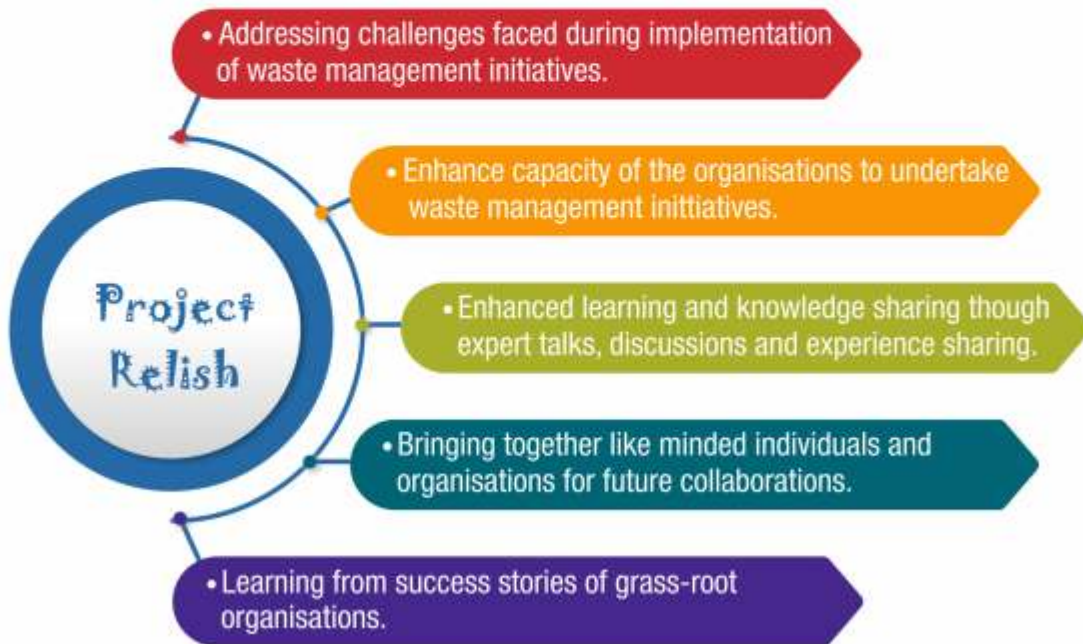 • Addressing challenges faced during implementation
of waste management initiatives.
• Enhance capacity of the organisations to undertake
waste management inittiatives.
Project
Relish
• Enhanced learning and knowledge sharing though
expert talks, discussions and experience sharing.
• Bringing together like minded individuals and
organisations for future collaborations.
• Learning from success stories of grass-root
organisations.